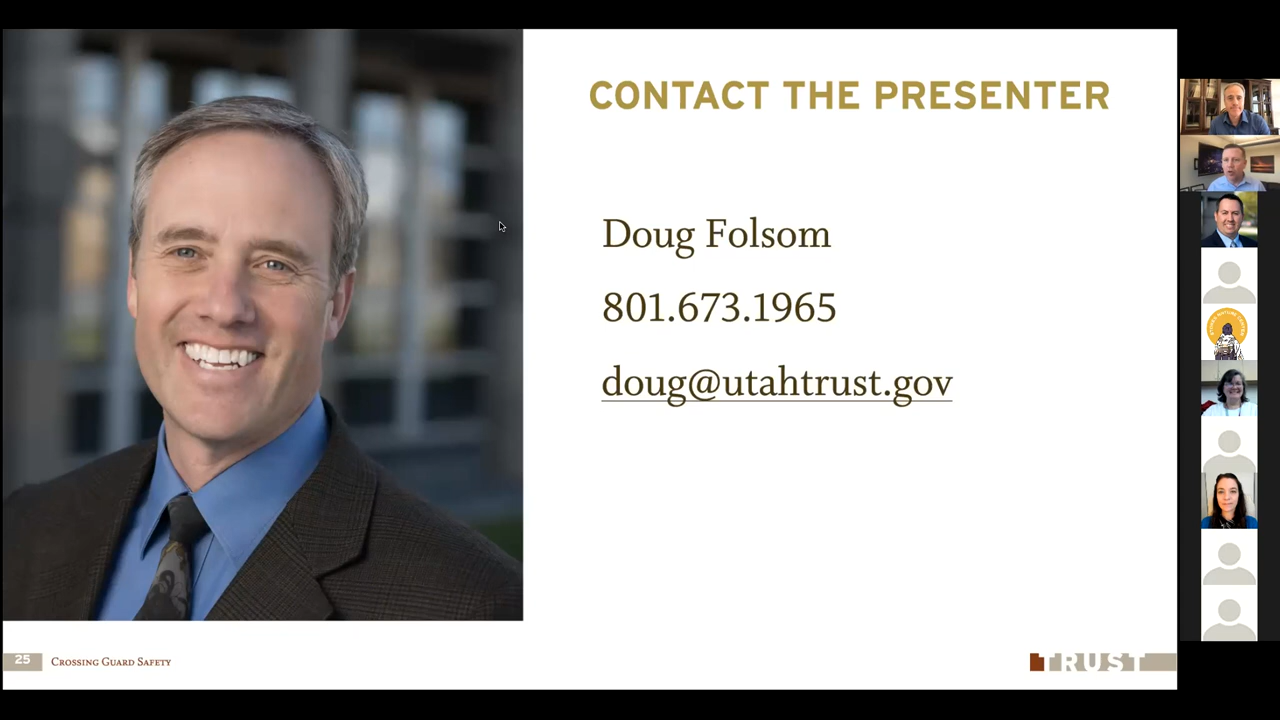 CONTACT THE PRESENTER
Doug Folsom
801.673.1965
doug@utahtrust.gov
25 Crossing Guard Safety
TRUST